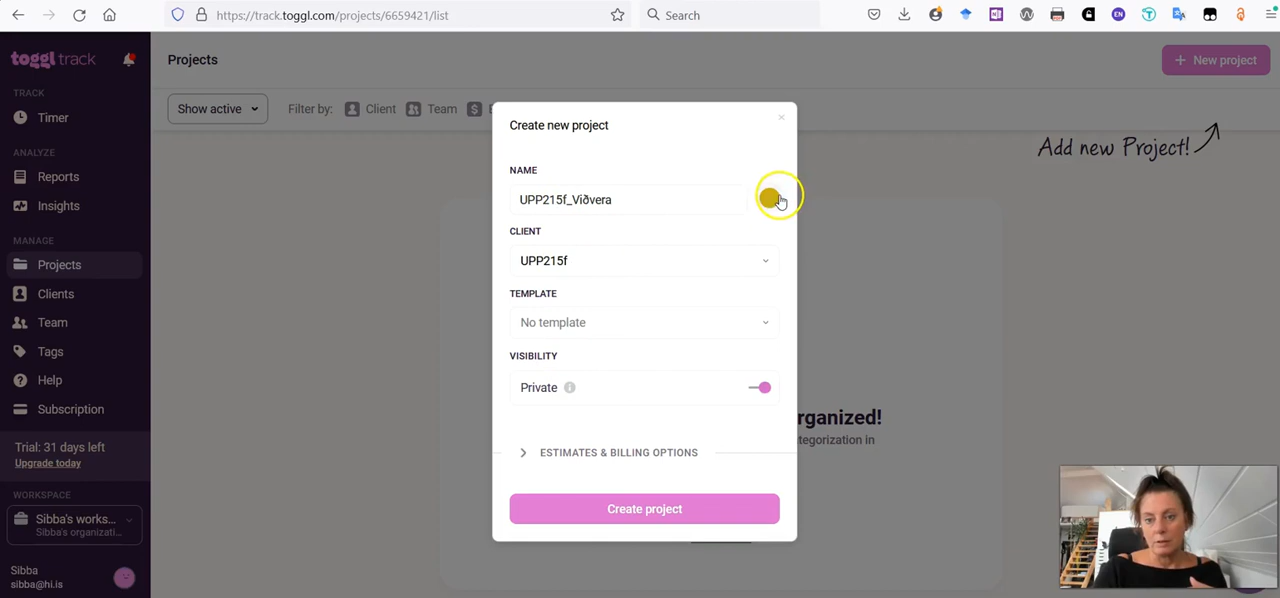 https://track.toggl.com/projects/6659421/list
Search
EN
toggl track
Projects
New project
TRACK
Timer
Show active
Filter by:
Client
Team
Create new project
Add new Project!
ANALYZE
Reports
Insights
NAME
UPP215f_Viðvera
CLIENT
UPP215f
MANAGE
Projects
Clients
Team
Tags
Help
Subscription
TEMPLATE
No template
VISIBILITY
Private
organized!
tegorization in
Trial: 31 days left
Upgrade today
ESTIMATES & BILLING OPTIONS
WORKSPACE
Sibba's works...
Sibba's organizati...
Create project
Sibba
sibba@hi.is